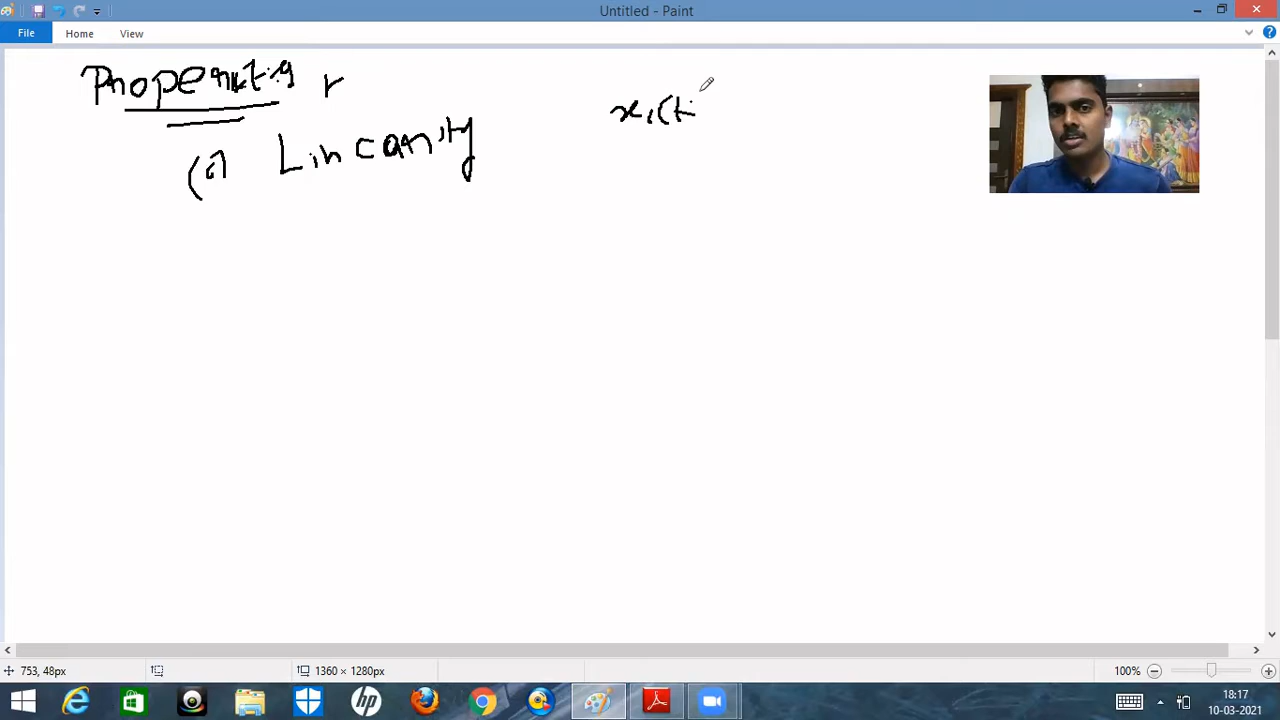 Untitled - Paint
File Home View
Properties
x₁(t
(i) Linearity
753, 48px
1360 × 1280px
100%
18:17
10-03-2021